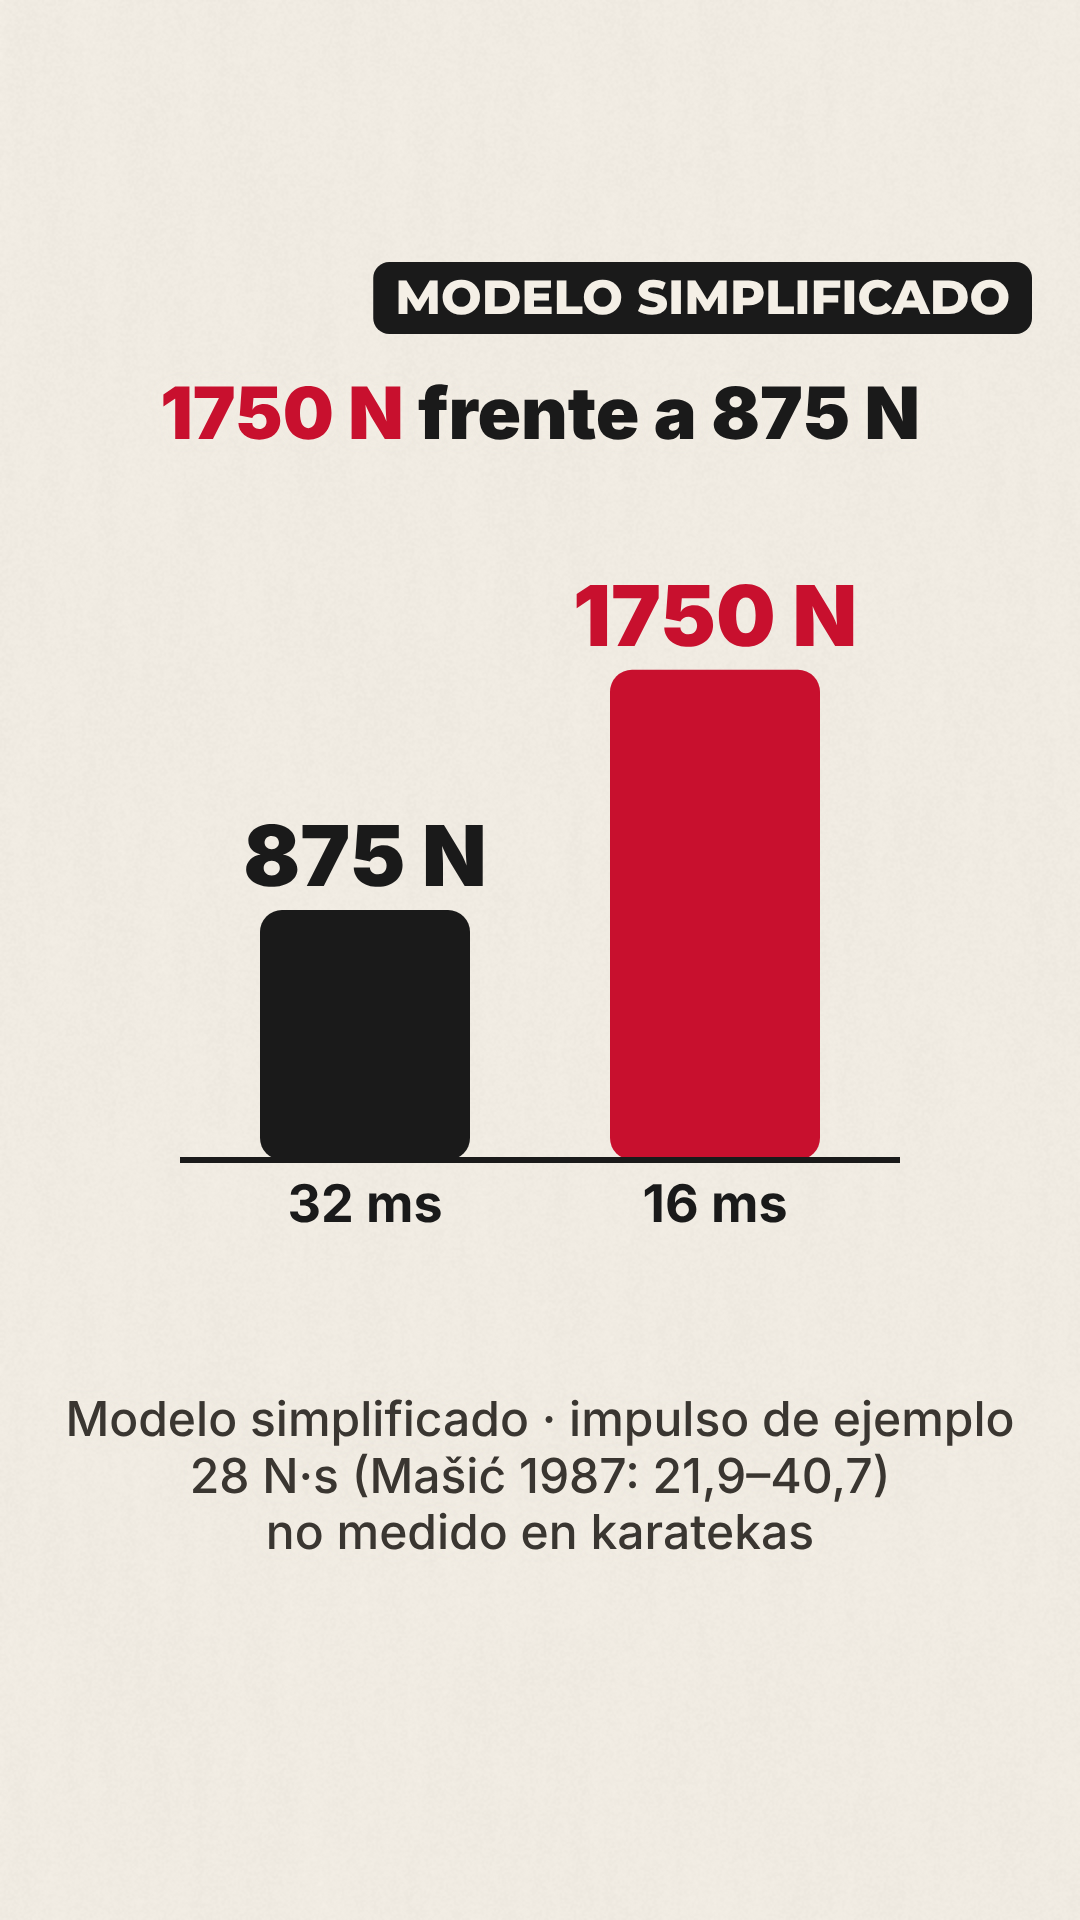 MODELO SIMPLIFICADO
1750 N frente a 875 N
1750 N
875 N
32 ms
16 ms
Modelo simplificado · impulso de ejemplo
28 N·s (Mašić 1987: 21,9–40,7)
no medido en karatekas